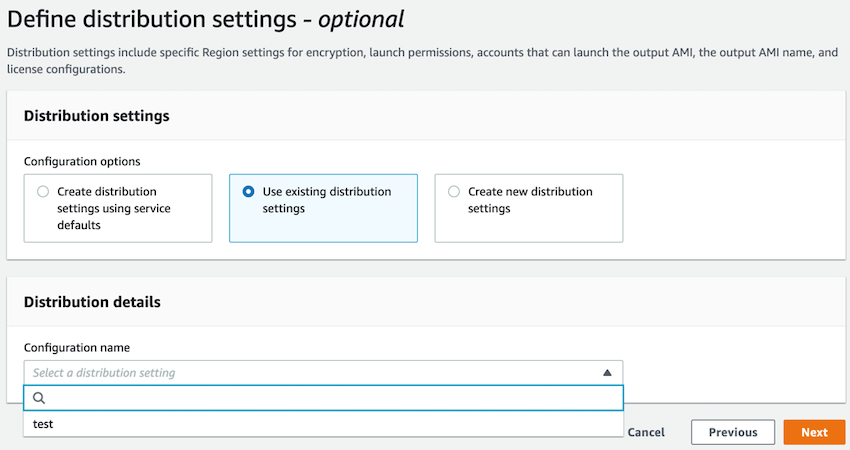 Define distribution settings - optional
Distribution settings include specific Region settings for encryption, launch permissions, accounts that can launch the output AMI, the output AMI name, and
license configurations.
Distribution settings
Configuration options
Create distribution
settings using service
defaults
Use existing distribution
settings
Create new distribution
settings
Distribution details
Configuration name
Select a distribution setting
test
Cancel
Previous
Next